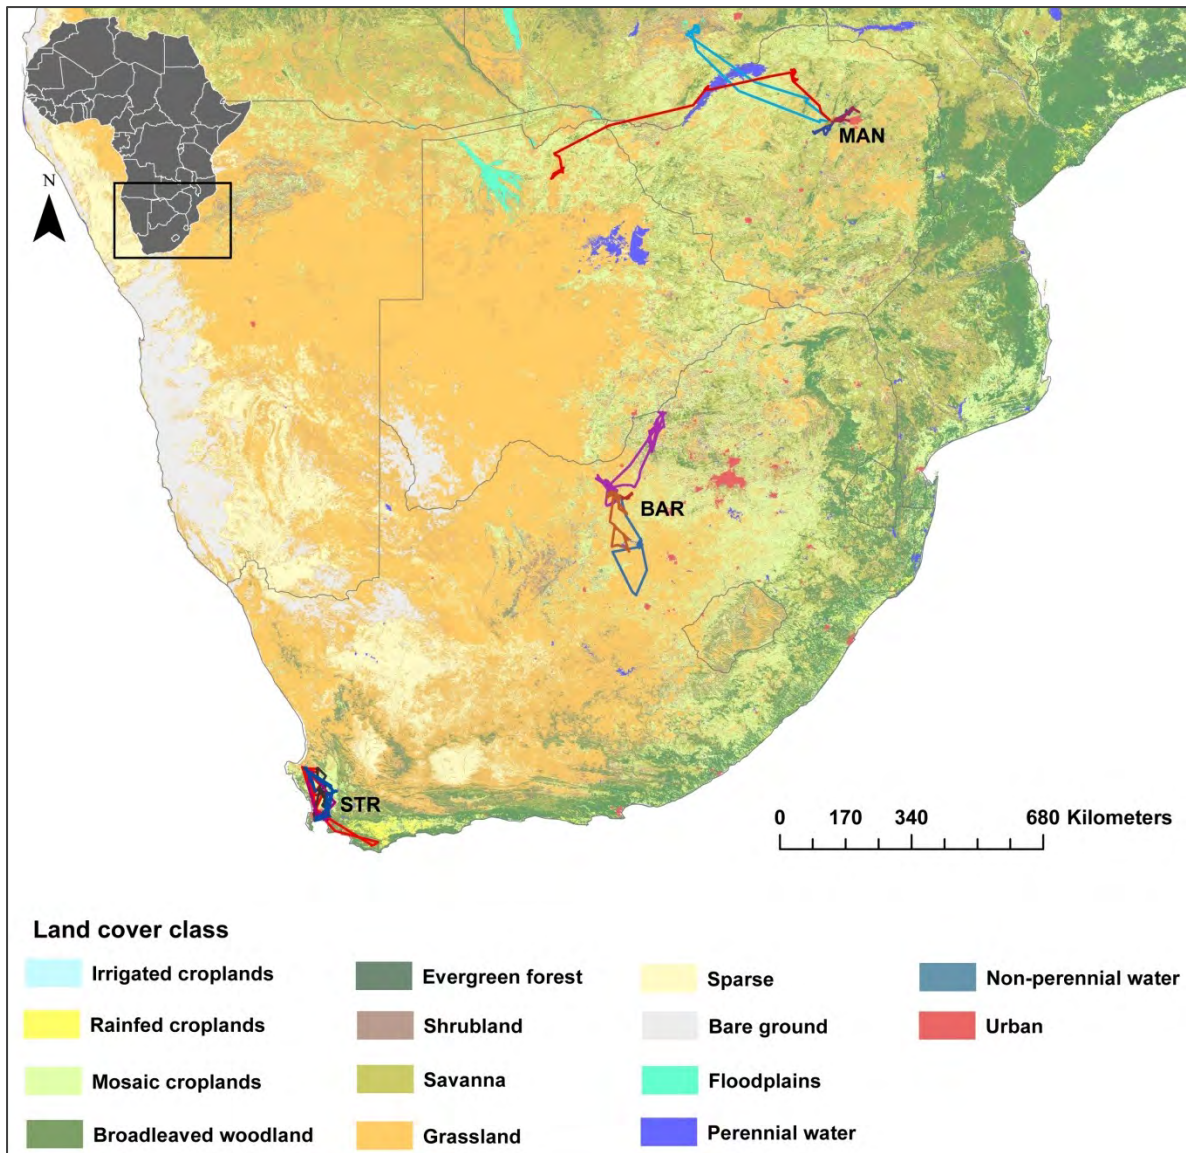 N
MAN
BAR
STR
0 170 340 680 Kilometers
Land cover class
Irrigated croplands
Evergreen forest
Sparse
Non-perennial water
Rainfed croplands
Shrubland
Bare ground
Urban
Mosaic croplands
Savanna
Floodplains
Broadleaved woodland
Grassland
Perennial water